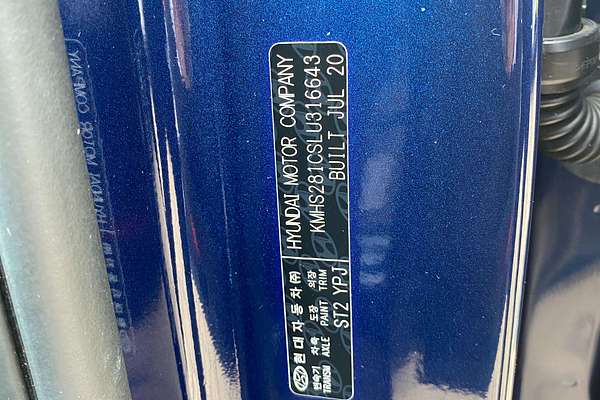 현대자동차㈜ HYUNDAI MOTOR COMPANY
변속기 차축 도장 외장 KMHS281CSLU316643
TRANSM AXLE PAINT TRIM
ST2 YPJ BUILT JUL 20